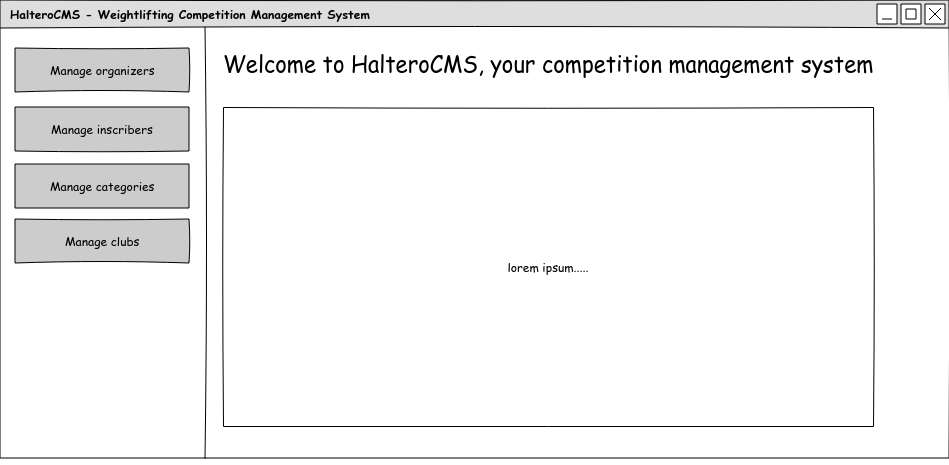 HalteroCMS - Weightlifting Competition Management System
Manage organizers
Manage inscribers
Manage categories
Manage clubs
Welcome to HalteroCMS, your competition management system
lorem ipsum.....